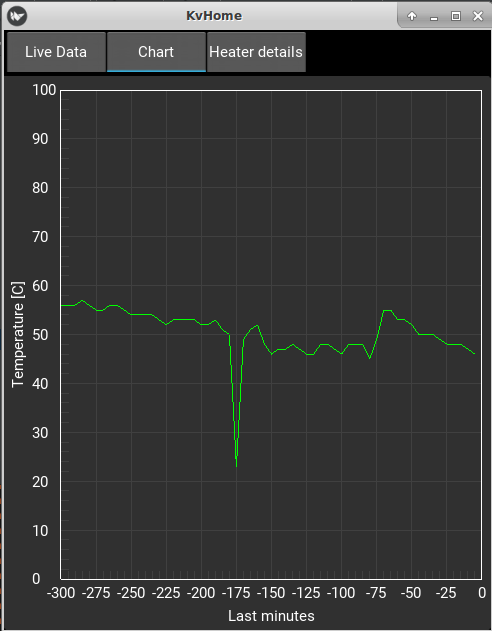 KvHome
Live Data
Chart
Heater details
100
90
80
70
60
50
40
30
20
10
0
Temperature [C]
-300 -275 -250 -225 -200 -175 -150 -125 -100 -75 -50 -25 0
Last minutes